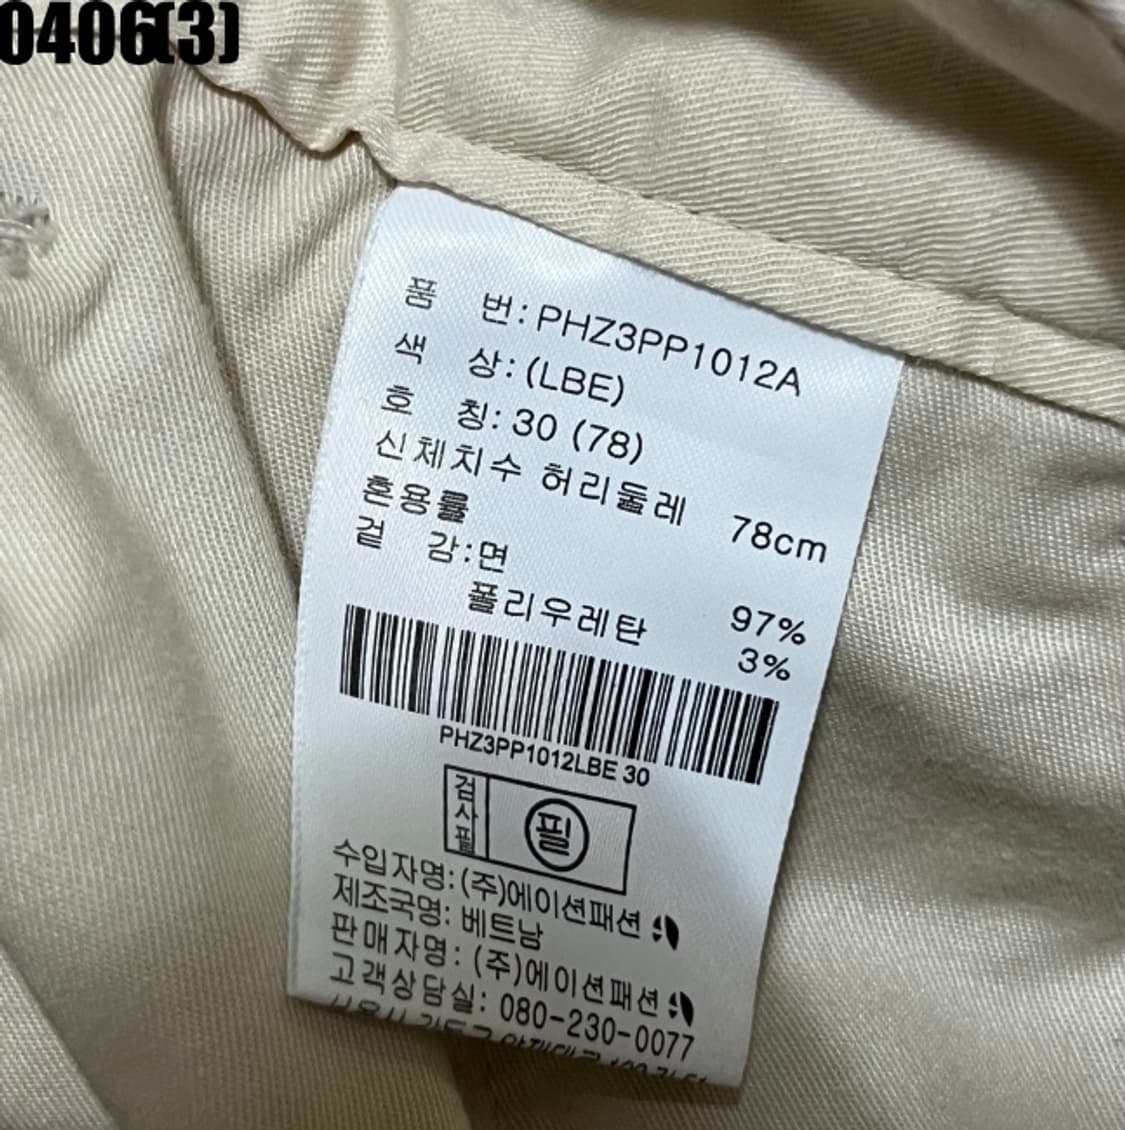 0406(3)
품 번: PHZ3PP1012A
색 상: (LBE)
호 칭: 30 (78)
신체치수 허리둘레 78cm
혼용률
겉 감: 면 97%
폴리우레탄 3%
PHZ3PP1012LBE 30
검사필
필
수입자명: (주)에이션패션
제조국명: 베트남
판매자명: (주)에이션패션
고객상담실: 080-230-0077